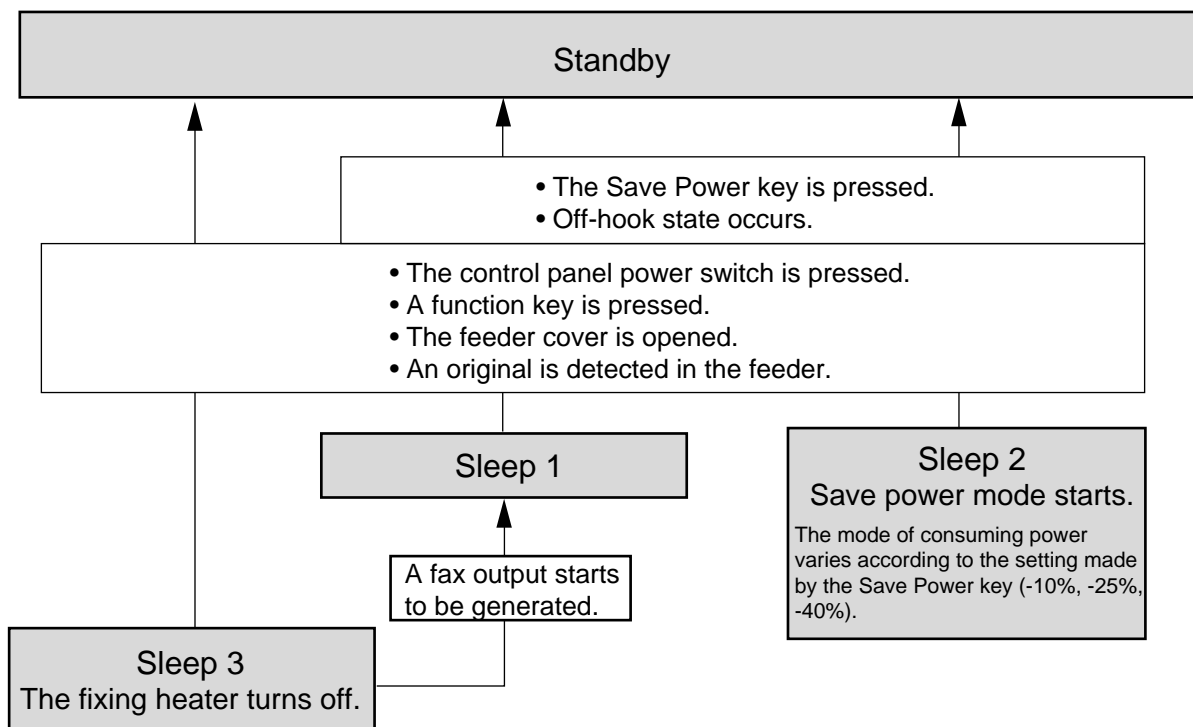 Standby
• The Save Power key is pressed.
• Off-hook state occurs.
• The control panel power switch is pressed.
• A function key is pressed.
• The feeder cover is opened.
• An original is detected in the feeder.
Sleep 1
Sleep 2
Save power mode starts.
The mode of consuming power
varies according to the setting made
by the Save Power key (-10%, -25%,
-40%).
A fax output starts
to be generated.
Sleep 3
The fixing heater turns off.